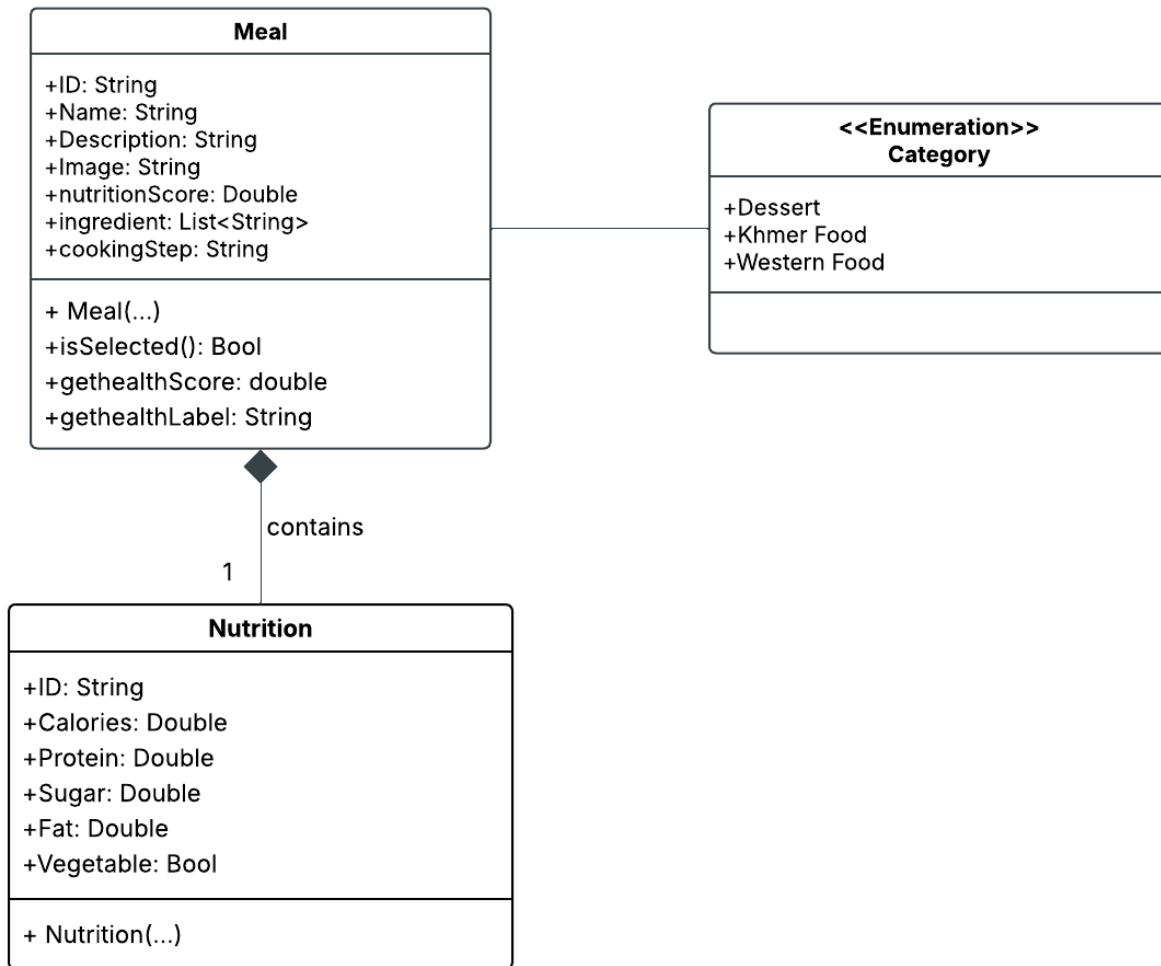 Meal
+ID: String
+Name: String
+Description: String
+Image: String
+nutritionScore: Double
+ingredient: List<String>
+cookingStep: String
+ Meal(...)
+isSelected(): Bool
+gethealthScore: double
+gethealthLabel: String
<<Enumeration>>
Category
+Dessert
+Khmer Food
+Western Food
contains
1
Nutrition
+ID: String
+Calories: Double
+Protein: Double
+Sugar: Double
+Fat: Double
+Vegetable: Bool
+ Nutrition(...)